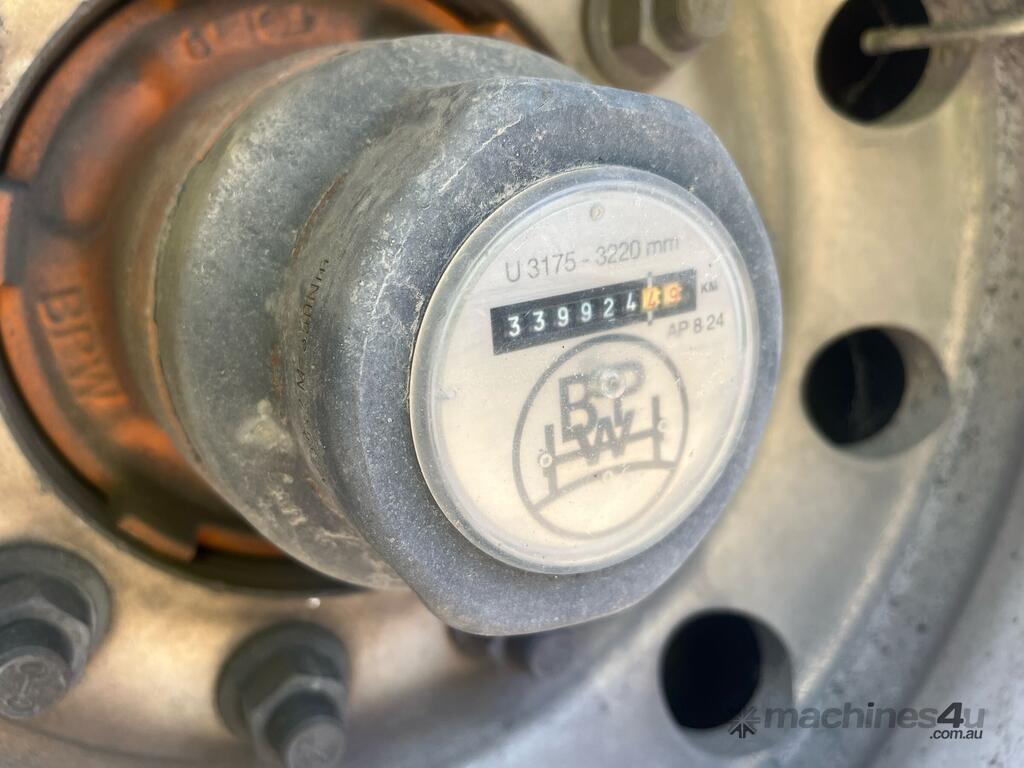 U 3175 - 3220 mm
339924
KM
AP 8 24
BPW
BPW
machines4u
.com.au